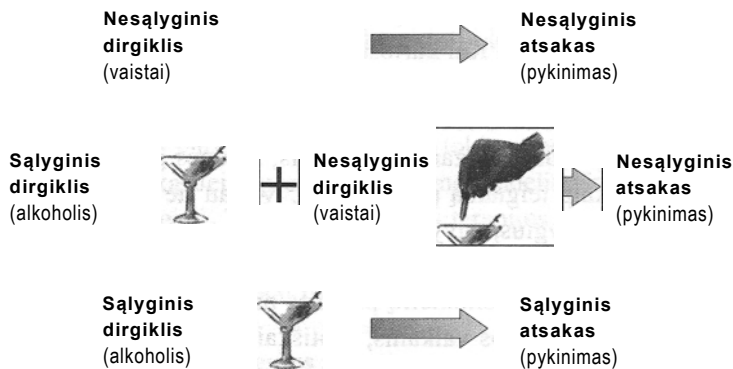 Nesąlyginis
dirgiklis
(vaistai)
Nesąlyginis
atsakas
(pykinimas)
Sąlyginis
dirgiklis
(alkoholis)
+
Nesąlyginis
dirgiklis
(vaistai)
Nesąlyginis
atsakas
(pykinimas)
Sąlyginis
dirgiklis
(alkoholis)
Sąlyginis
atsakas
(pykinimas)